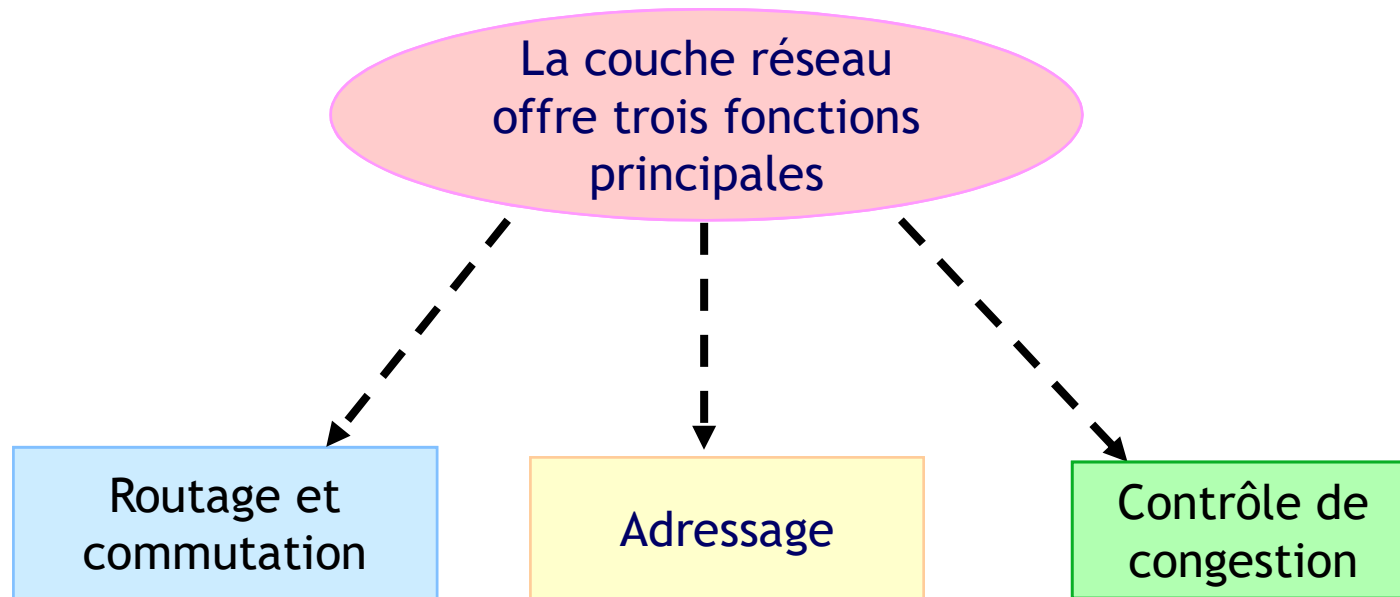 La couche réseau
offre trois fonctions
principales
Routage et
commutation
Adressage
Contrôle de
congestion